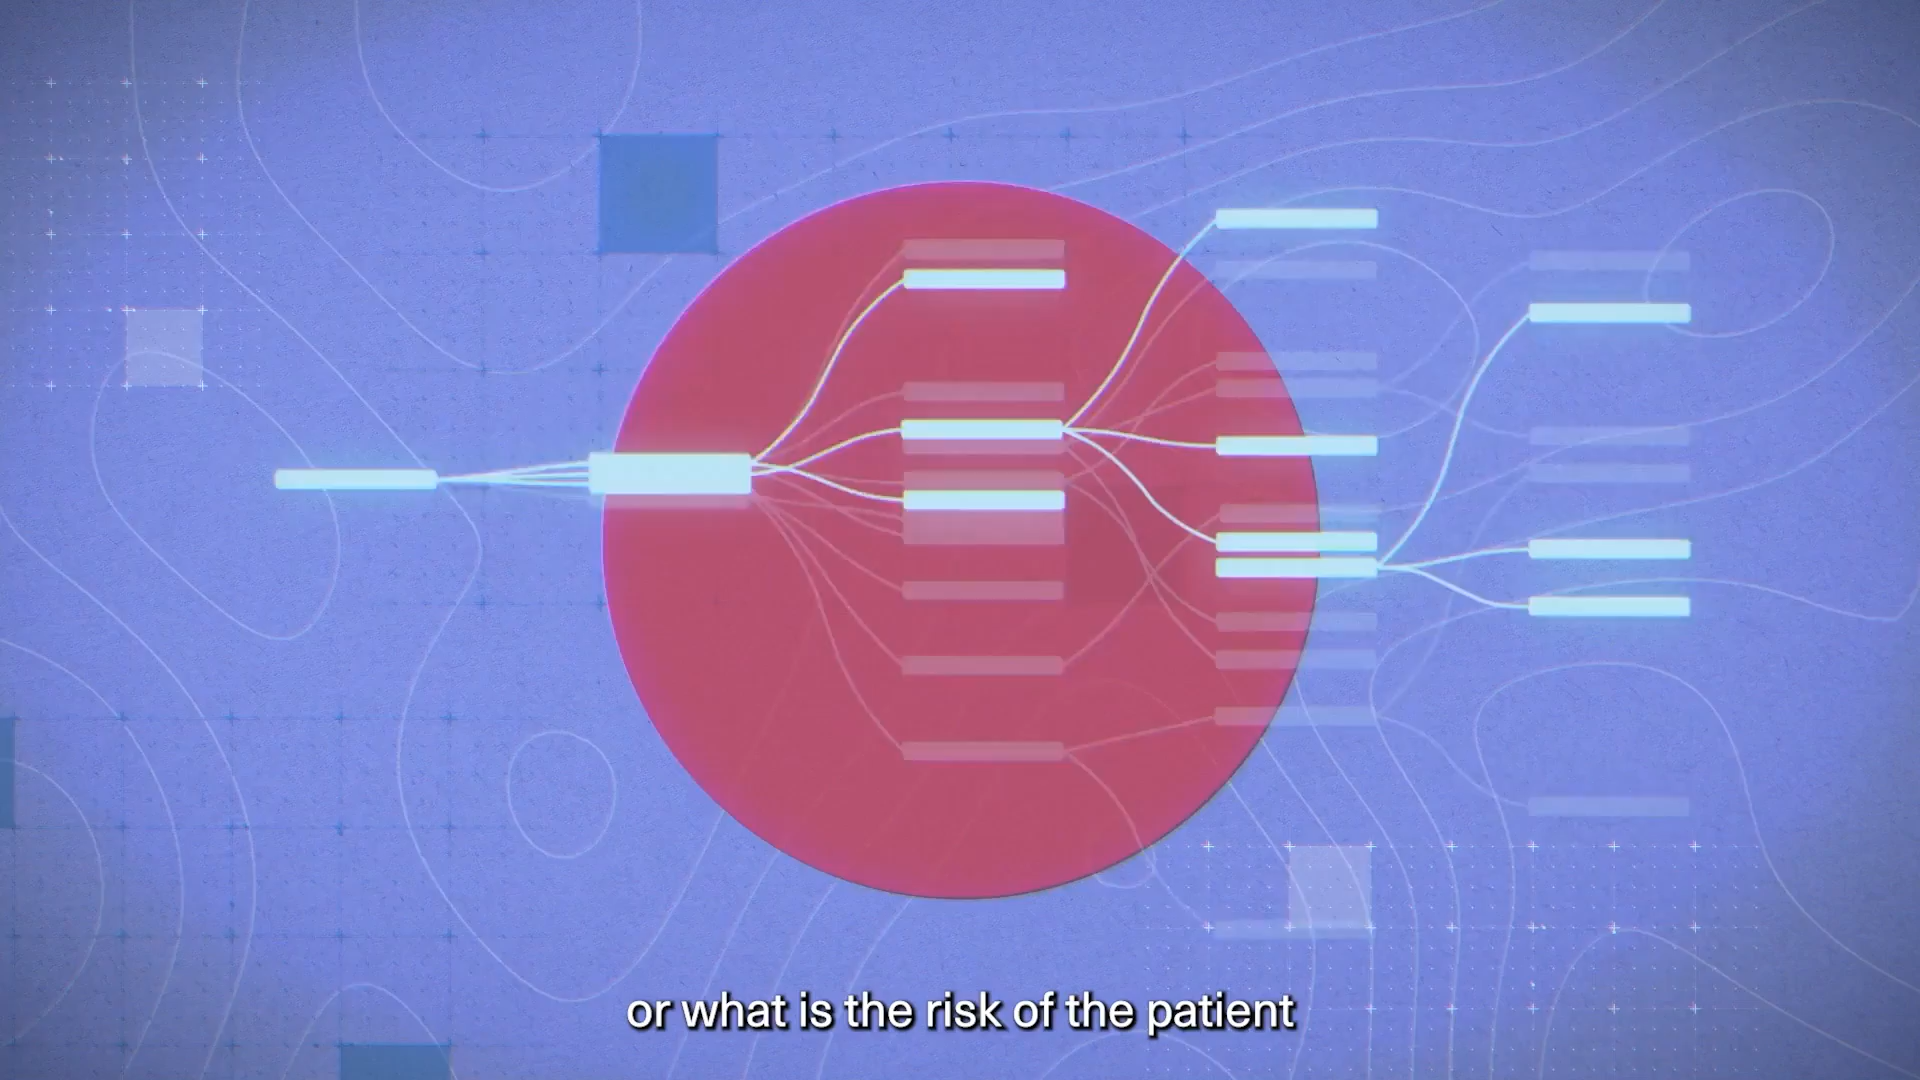 or what is the risk of the patient